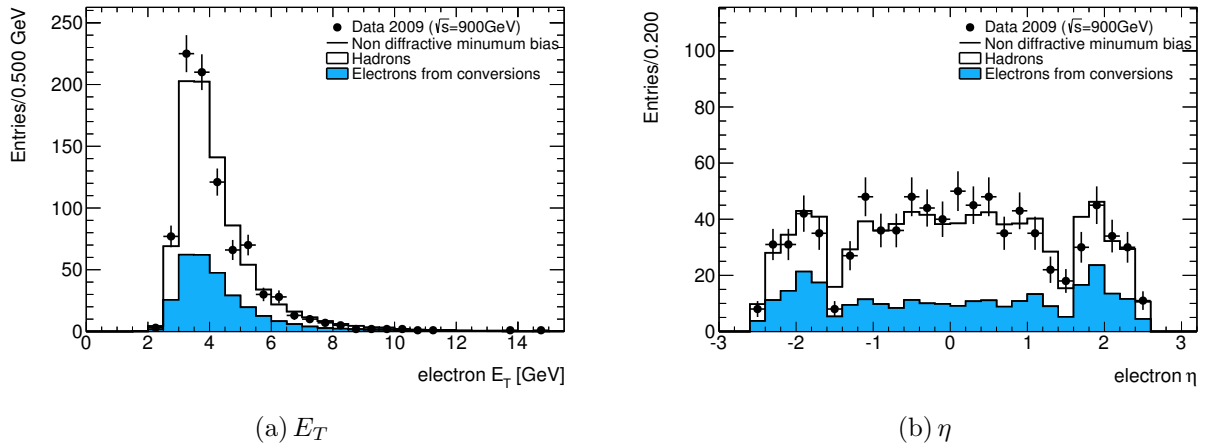 Entries/0.500 GeV
250
200
150
100
50
0
0 2 4 6 8 10 12 14
electron E_T [GeV]
Data 2009 (√s=900GeV)
Non diffractive minumum bias
Hadrons
Electrons from conversions
(a) E_T
Entries/0.200
100
80
60
40
20
0
-3 -2 -1 0 1 2 3
electron η
Data 2009 (√s=900GeV)
Non diffractive minumum bias
Hadrons
Electrons from conversions
(b) η